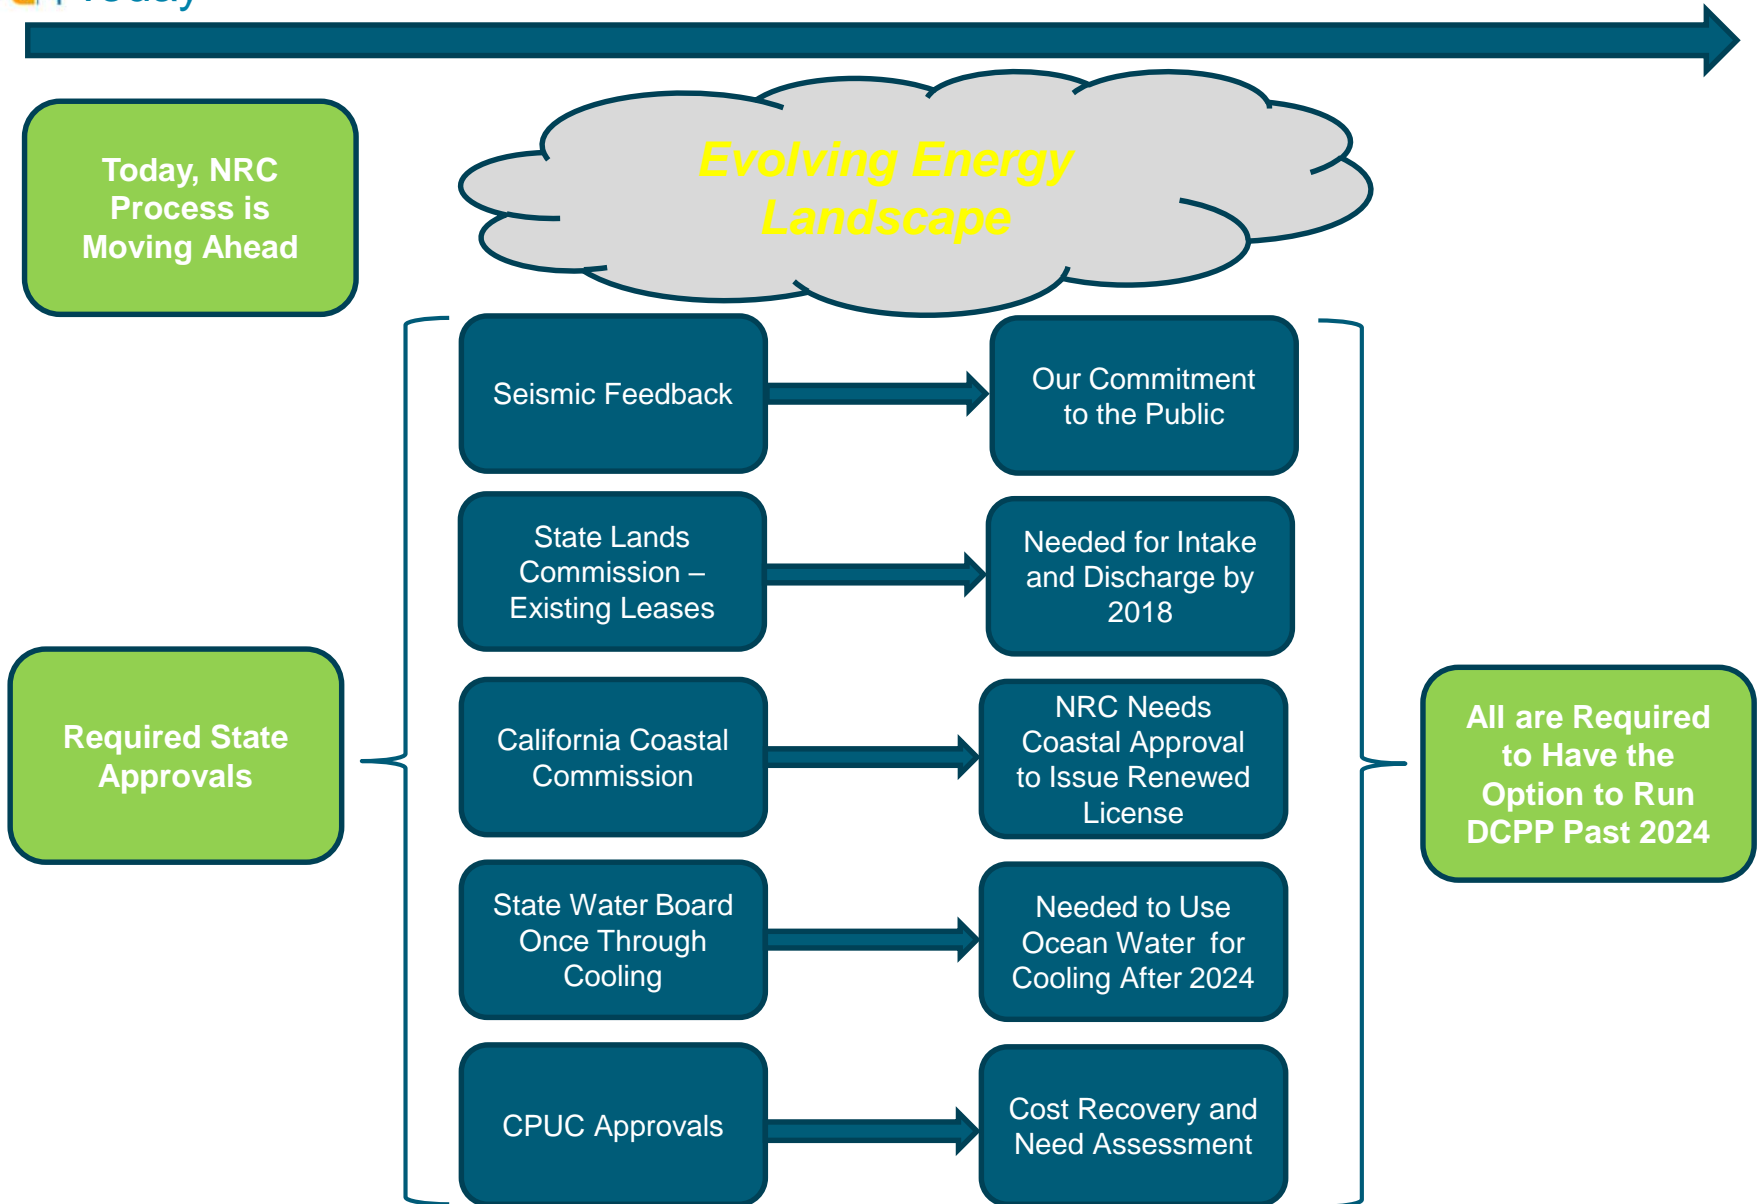 Today
Today, NRC
Process is
Moving Ahead
Evolving Energy
Landscape
Seismic Feedback
Our Commitment
to the Public
State Lands
Commission –
Existing Leases
Needed for Intake
and Discharge by
2018
Required State
Approvals
California Coastal
Commission
NRC Needs
Coastal Approval
to Issue Renewed
License
All are Required
to Have the
Option to Run
DCPP Past 2024
State Water Board
Once Through
Cooling
Needed to Use
Ocean Water  for
Cooling After 2024
CPUC Approvals
Cost Recovery and
Need Assessment